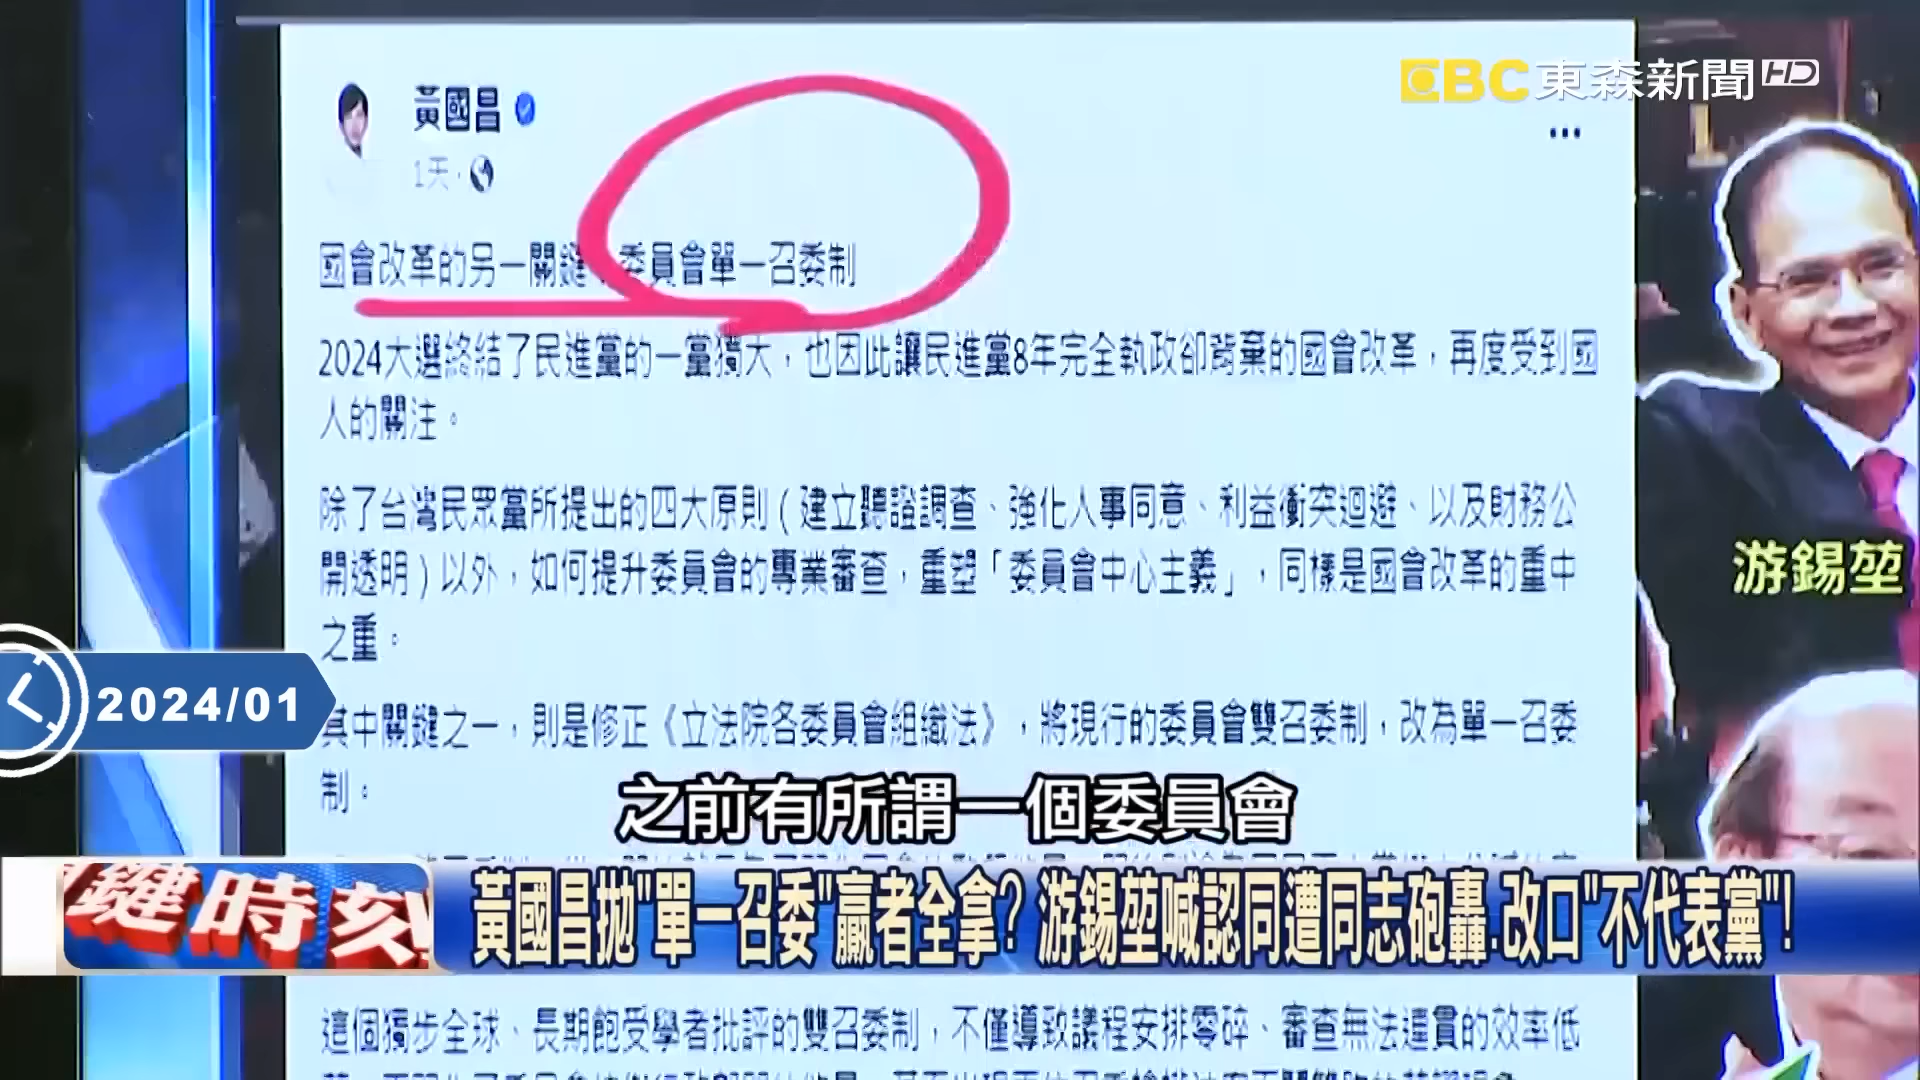 EBC 東森新聞 HD
黃國昌
1天
國會改革的另一關鍵：委員會單一召委制
2024大選終結了民進黨的一黨獨大，也因此讓民進黨8年完全執政卻背棄的國會改革，再度受到國
人的關注。
除了台灣民眾黨所提出的四大原則（建立聽證調查、強化人事同意、利益衝突迴避、以及財務公
開透明）以外，如何提升委員會的專業審查，重塑「委員會中心主義」，同樣是國會改革的重中
之重。
游錫堃
2024/01
其中關鍵之一，則是修正《立法院各委員會組織法》，將現行的委員會雙召委制，改為單一召委
制。
之前有所謂一個委員會
鍵時刻
黃國昌拋"單一召委"贏者全拿? 游錫堃喊認同遭同志砲轟.改口"不代表黨"!
這個獨步全球、長期飽受學者批評的雙召委制，不僅導致議程安排零碎、審查無法連貫的效率低